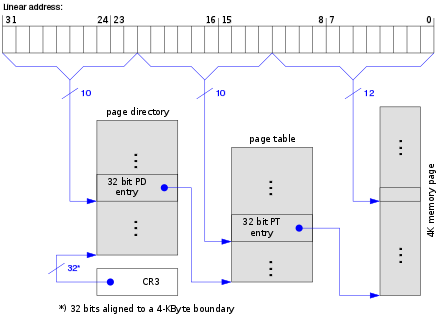 Linear address:
31 24 23 16 15 8 7 0
10 10 12
page directory
page table
32 bit PD
entry
32 bit PT
entry
4K memory page
32*
CR3
*) 32 bits aligned to a 4-KByte boundary